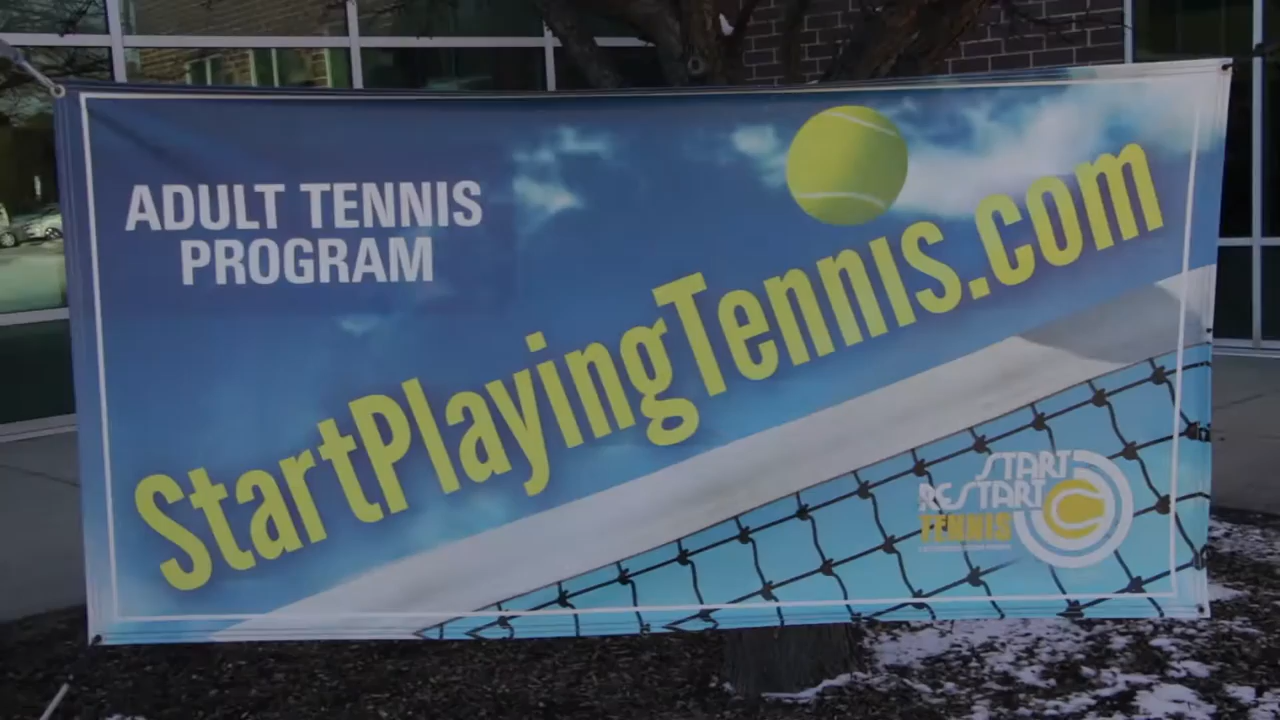 ADULT TENNIS
PROGRAM
StartPlayingTennis.com
START
RESTART
TENNIS